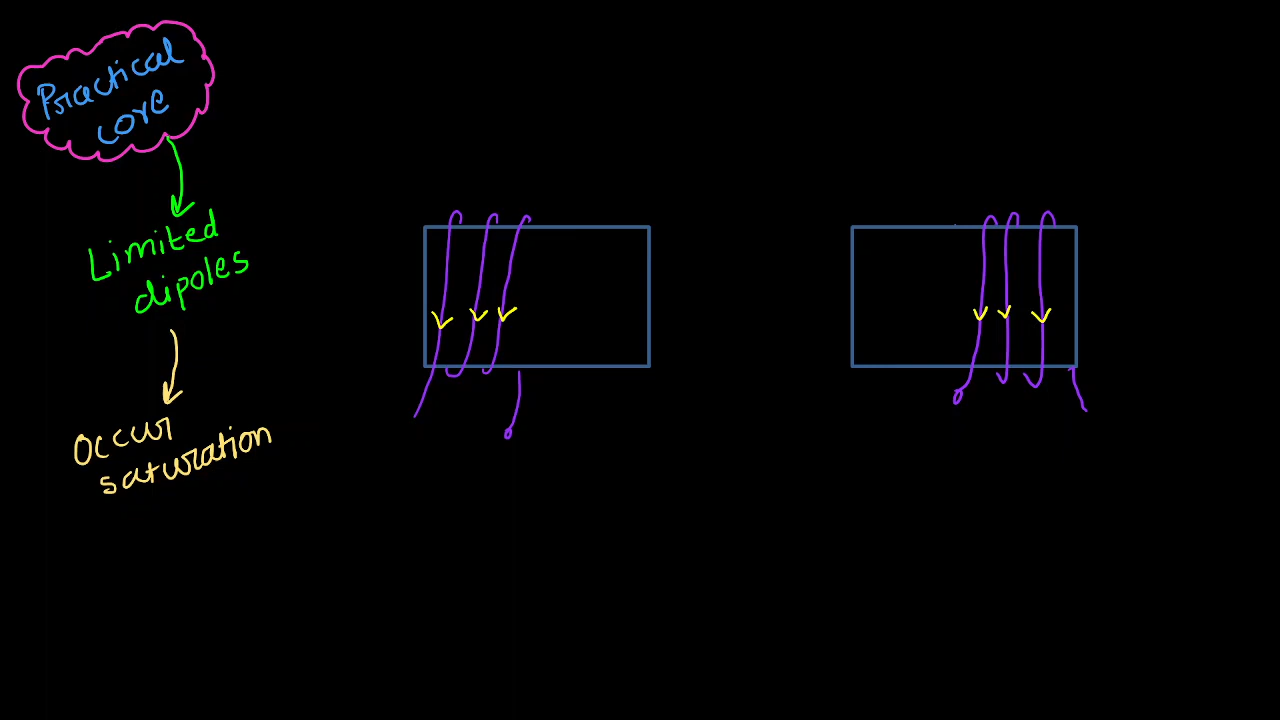 Practical
core
Limited
dipoles
Occur
saturation